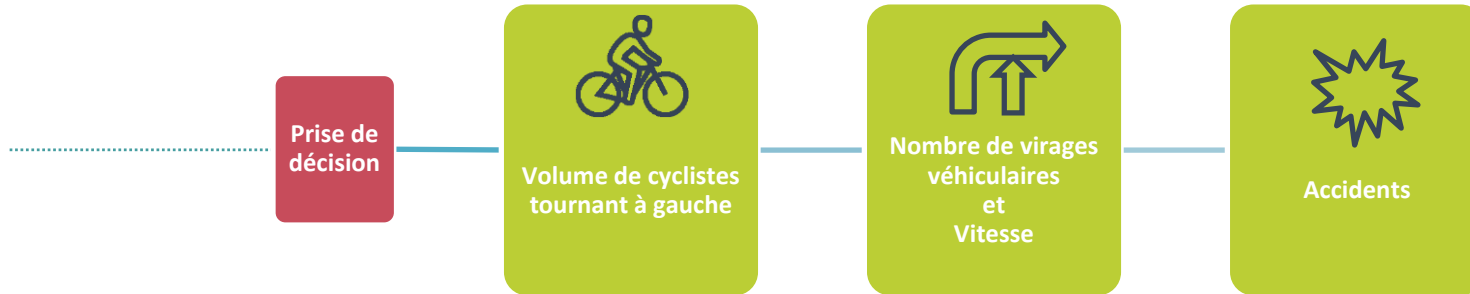 Prise de
décision
Volume de cyclistes
tournant à gauche
Nombre de virages
véhiculaires
et
Vitesse
Accidents